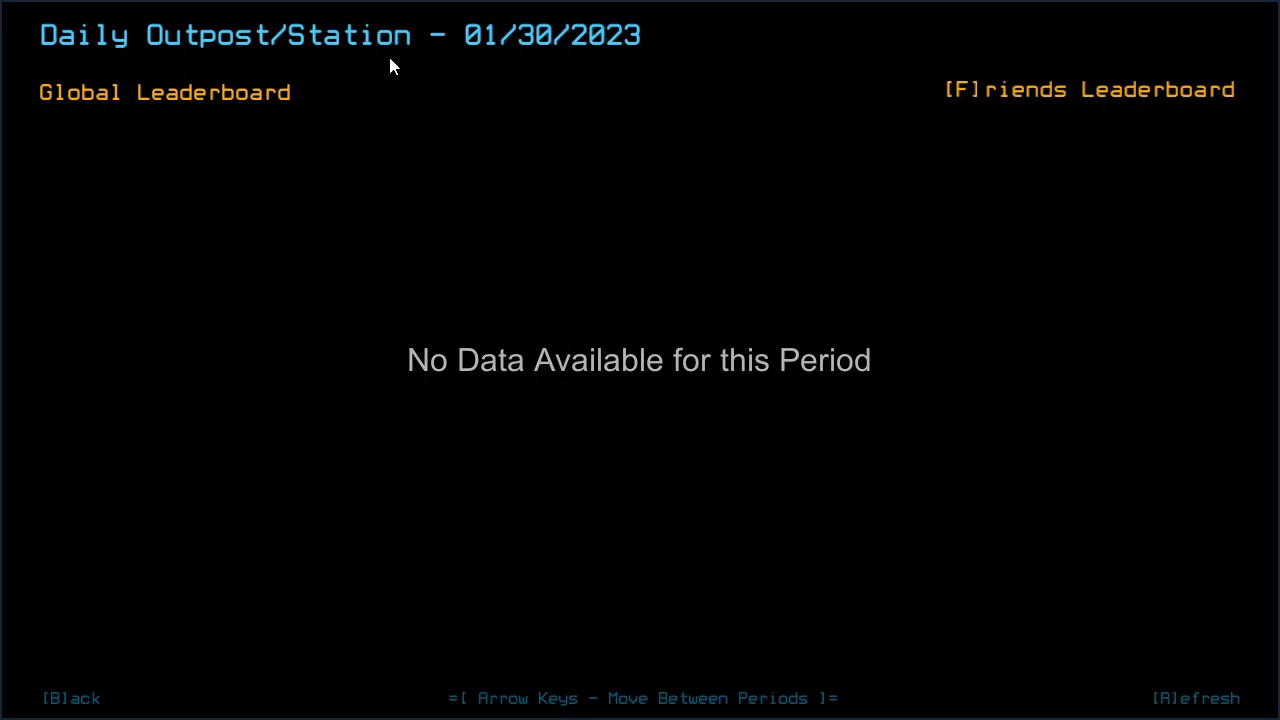 Daily Outpost/Station - 01/30/2023
Global Leaderboard
[F]riends Leaderboard
No Data Available for this Period
[B]ack
=[ Arrow Keys - Move Between Periods ]=
[R]efresh